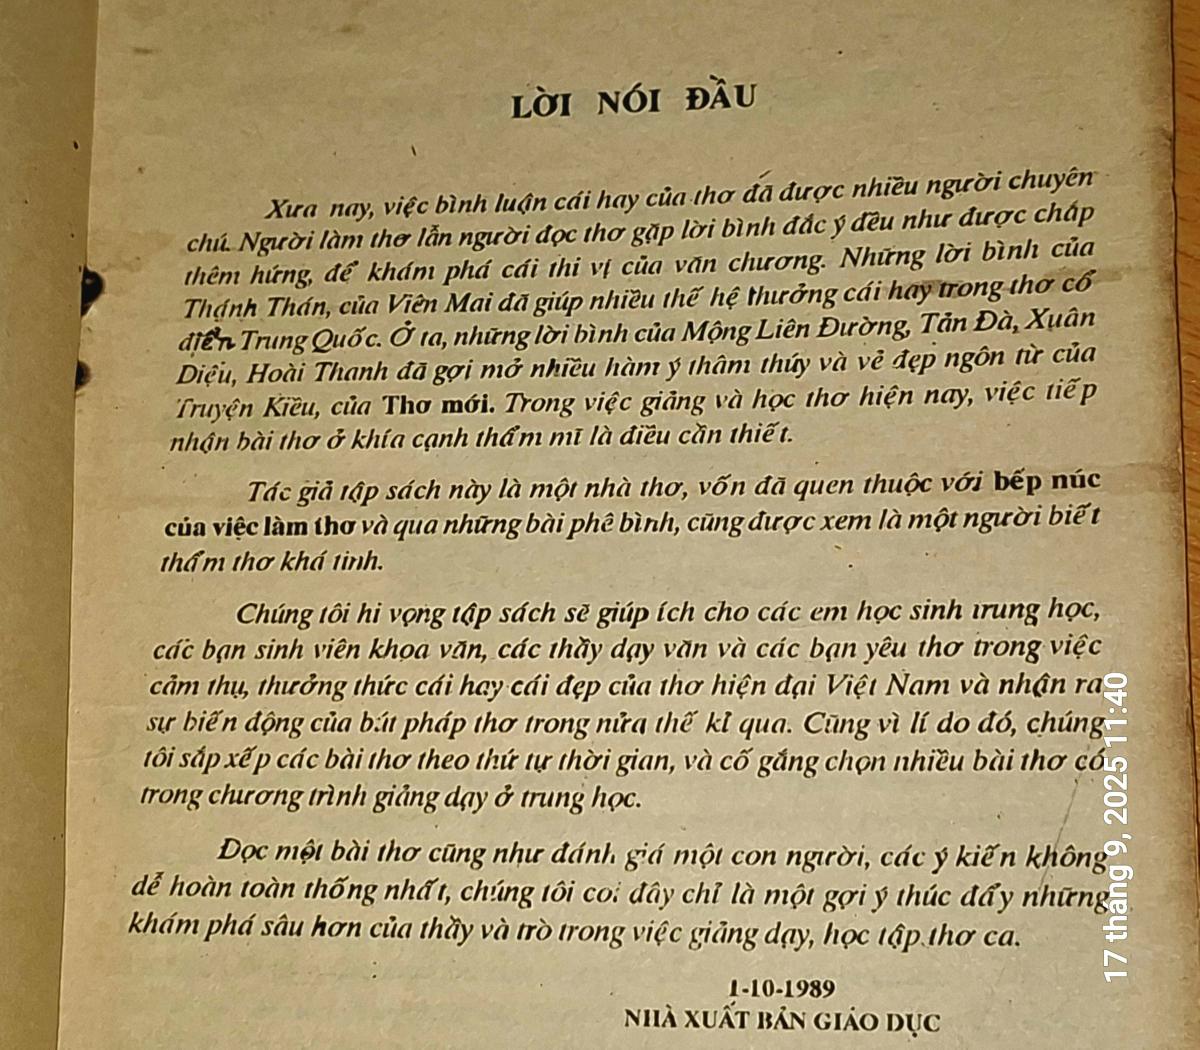 LỜI NÓI ĐẦU
Xưa nay, việc bình luận cái hay của thơ đã được nhiều người chuyên
chú. Người làm thơ lẫn người đọc thơ gặp lời bình đắc ý đều như được chắp
thêm hứng, để khám phá cái thi vị của văn chương. Những lời bình của
Thánh Thán, của Viên Mai đã giúp nhiều thế hệ thưởng cái hay trong thơ cổ
điển Trung Quốc. Ở ta, những lời bình của Mộng Liên Đường, Tản Đà, Xuân
Diệu, Hoài Thanh đã gợi mở nhiều hàm ý thâm thúy và vẻ đẹp ngôn từ của
Truyện Kiều, của Thơ mới. Trong việc giảng và học thơ hiện nay, việc tiếp
nhận bài thơ ở khía cạnh thẩm mĩ là điều cần thiết.
Tác giả tập sách này là một nhà thơ, vốn đã quen thuộc với bếp núc
của việc làm thơ và qua những bài phê bình, cũng được xem là một người biết
thẩm thơ khá tinh.
Chúng tôi hi vọng tập sách sẽ giúp ích cho các em học sinh trung học,
các bạn sinh viên khoa văn, các thầy dạy văn và các bạn yêu thơ trong việc
cảm thụ, thưởng thức cái hay cái đẹp của thơ hiện đại Việt Nam và nhận ra
sự biến động của bút pháp thơ trong nửa thế kỉ qua. Cũng vì lí do đó, chúng
tôi sắp xếp các bài thơ theo thứ tự thời gian, và cố gắng chọn nhiều bài thơ có
trong chương trình giảng dạy ở trung học.
Đọc một bài thơ cũng như đánh giá một con người, các ý kiến không
dễ hoàn toàn thống nhất, chúng tôi coi đây chỉ là một gợi ý thúc đẩy những
khám phá sâu hơn của thầy và trò trong việc giảng dạy, học tập thơ ca.
1-10-1989
NHÀ XUẤT BẢN GIÁO DỤC
17 tháng 9, 2025 11:40